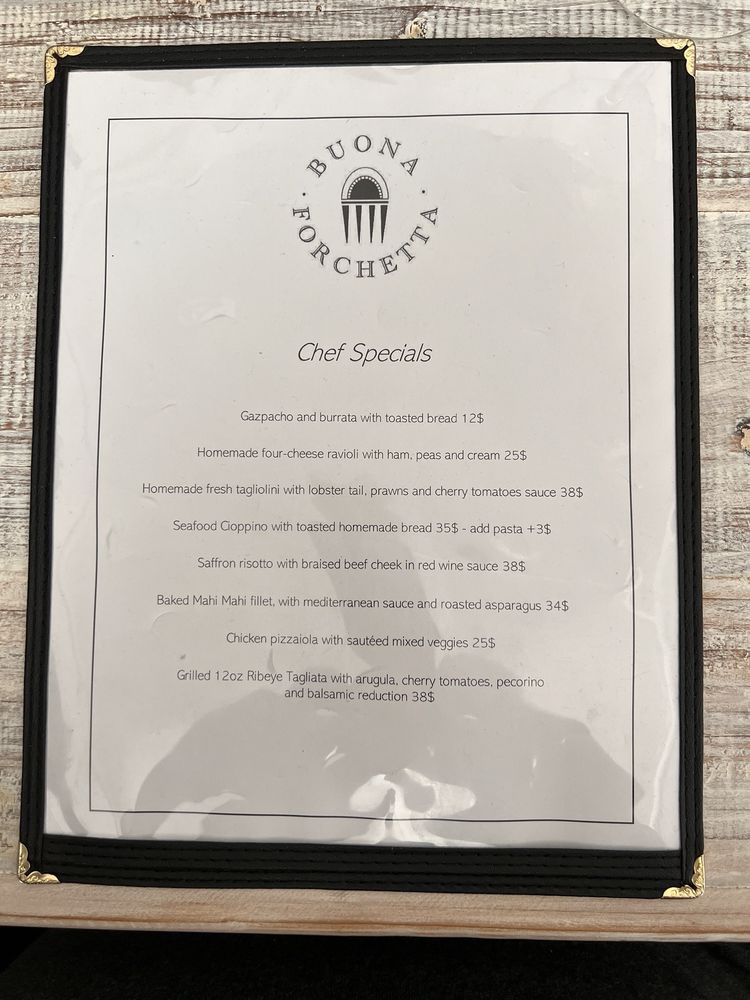 BUONA
FORCHETTA
Chef Specials
Gazpacho and burrata with toasted bread 12$
Homemade four-cheese ravioli with ham, peas and cream 25$
Homemade fresh tagliolini with lobster tail, prawns and cherry tomatoes sauce 38$
Seafood Cioppino with toasted homemade bread 35$ - add pasta +3$
Saffron risotto with braised beef cheek in red wine sauce 38$
Baked Mahi Mahi fillet, with mediterranean sauce and roasted asparagus 34$
Chicken pizzaiola with sautéed mixed veggies 25$
Grilled 12oz Ribeye Tagliata with arugula, cherry tomatoes, pecorino
and balsamic reduction 38$